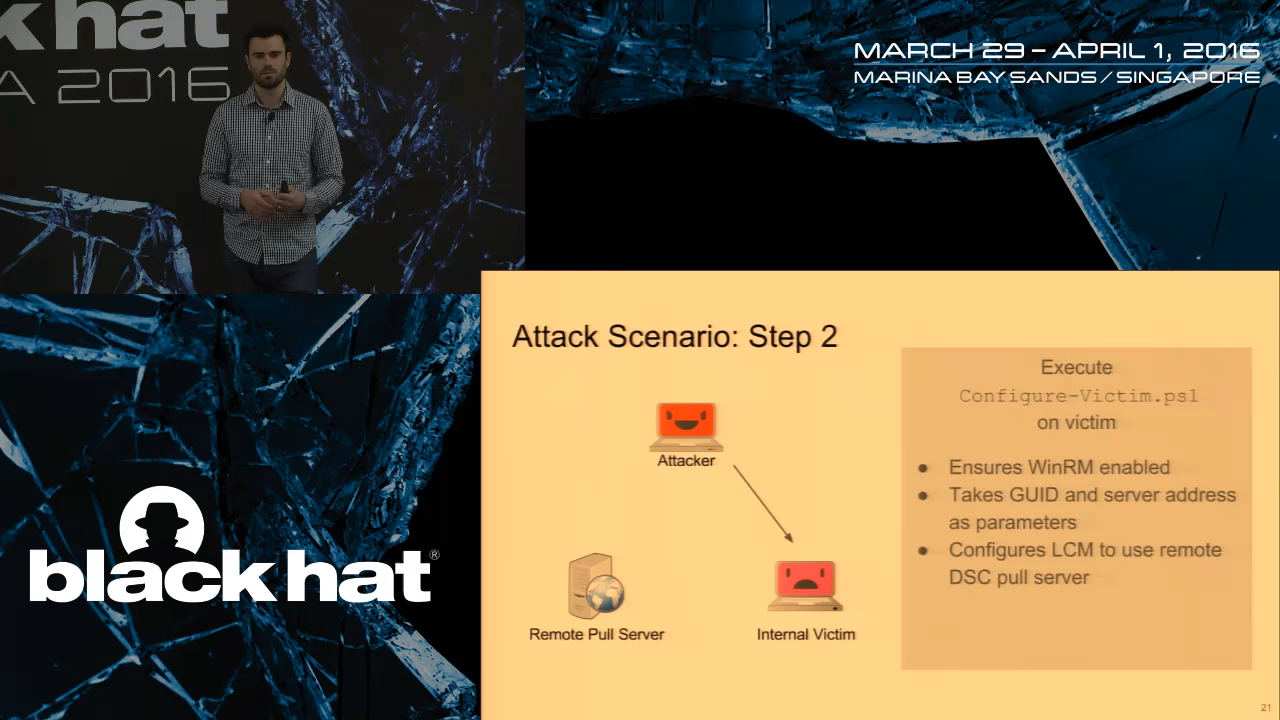 k hat
A 2016
MARCH 29 – APRIL 1, 2016
MARINA BAY SANDS / SINGAPORE
Attack Scenario: Step 2
Execute
Configure-Victim.ps1
on victim
Attacker
● Ensures WinRM enabled
● Takes GUID and server address
as parameters
● Configures LCM to use remote
DSC pull server
Remote Pull Server
Internal Victim
black hat®
21